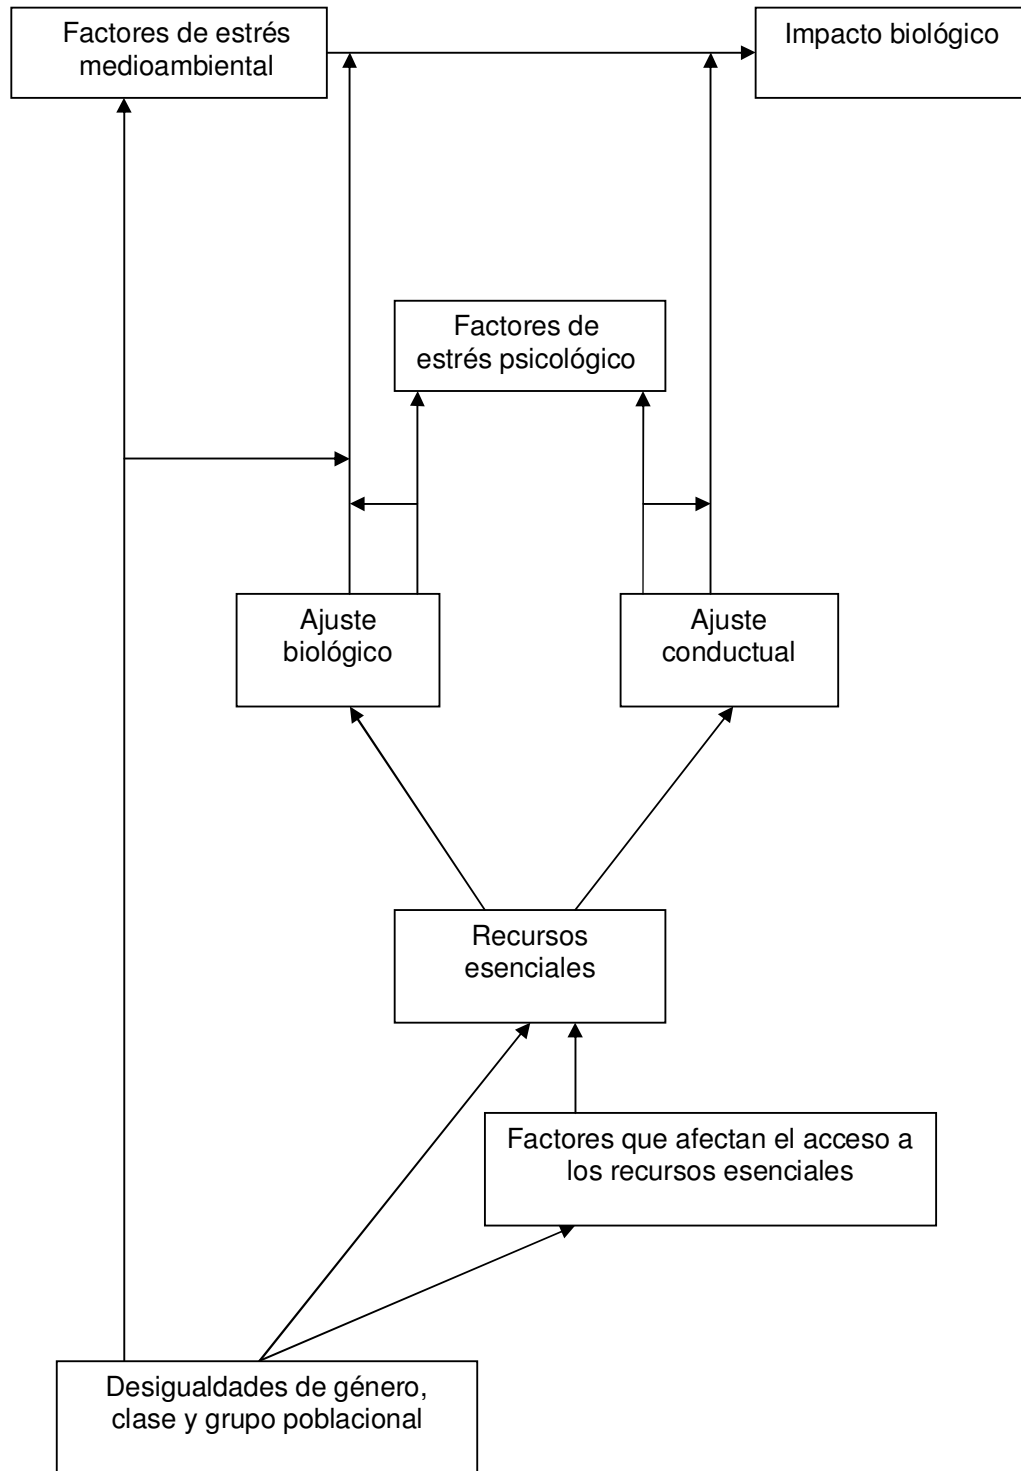 Factores de estrés
medioambiental
Impacto biológico
Factores de
estrés psicológico
Ajuste
biológico
Ajuste
conductual
Recursos
esenciales
Factores que afectan el acceso a
los recursos esenciales
Desigualdades de género,
clase y grupo poblacional